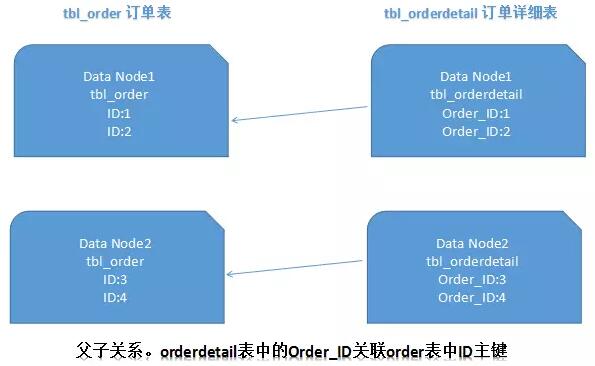 tbl_order 订单表
tbl_orderdetail 订单详细表
Data Node1
tbl_order
ID:1
ID:2
Data Node1
tbl_orderdetail
Order_ID:1
Order_ID:2
Data Node2
tbl_order
ID:3
ID:4
Data Node2
tbl_orderdetail
Order_ID:3
Order_ID:4
父子关系。orderdetail表中的Order_ID关联order表中ID主键